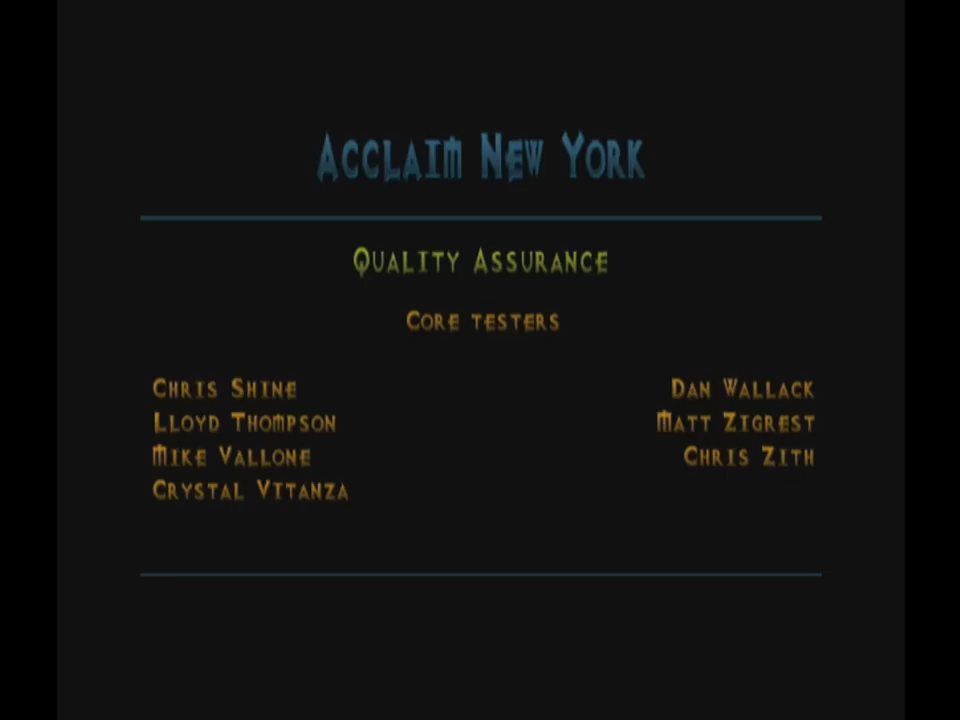 Acclaim New York
Quality Assurance
Core testers
Chris Shine
Lloyd Thompson
Mike Vallone
Crystal Vitanza
Dan Wallack
Matt Zigrest
Chris Zith